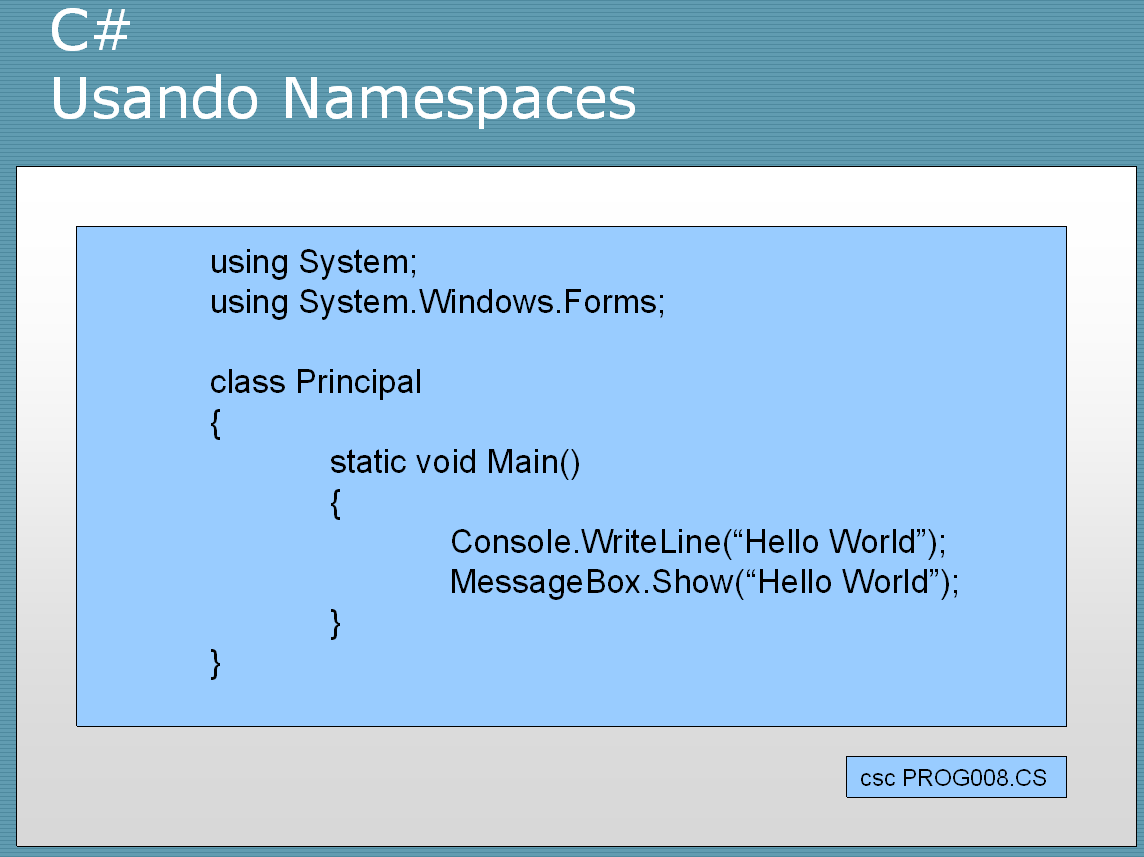 C#
Usando Namespaces
using System;
using System.Windows.Forms;
class Principal
{
static void Main()
{
Console.WriteLine(“Hello World”);
MessageBox.Show(“Hello World”);
}
}
csc PROG008.CS